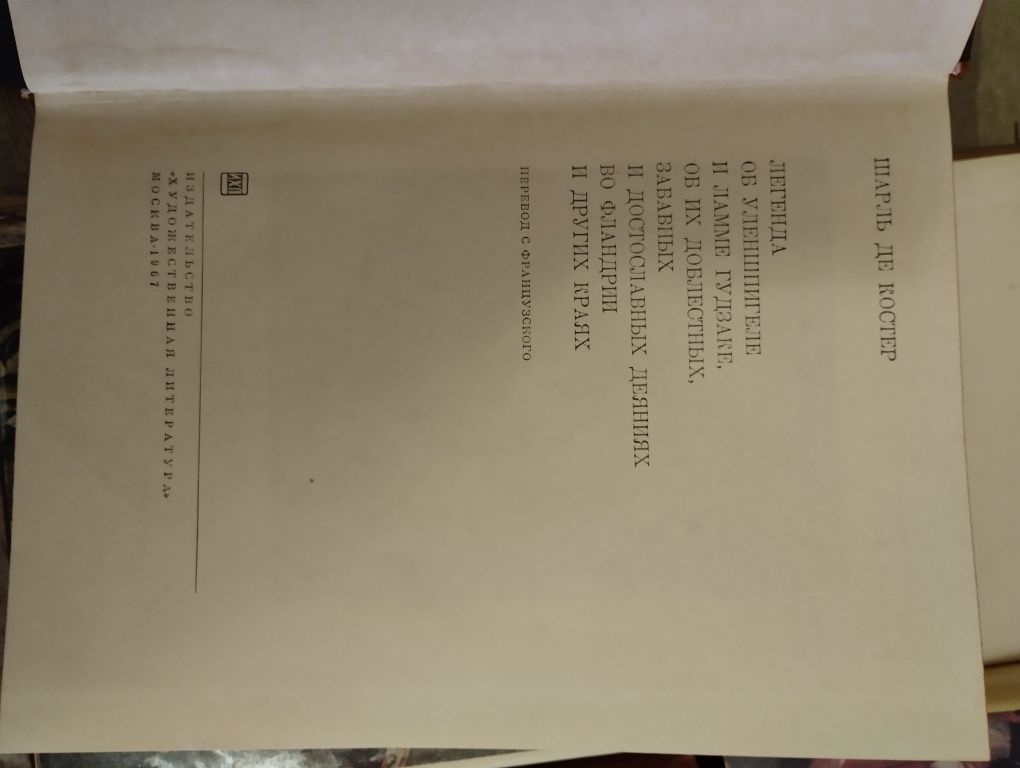 ШАРЛЬ ДЕ КОСТЕР
ЛЕГЕНДА
ОБ УЛЕНШПИГЕЛЕ
И ЛАММЕ ГУДЗАКЕ,
ОБ ИХ ДОБЛЕСТНЫХ,
ЗАБАВНЫХ
И ДОСТОСЛАВНЫХ ДЕЯНИЯХ
ВО ФЛАНДРИИ
И ДРУГИХ КРАЯХ
ПЕРЕВОД С ФРАНЦУЗСКОГО
ИЗДАТЕЛЬСТВО
«ХУДОЖЕСТВЕННАЯ ЛИТЕРАТУРА»
МОСКВА·1967